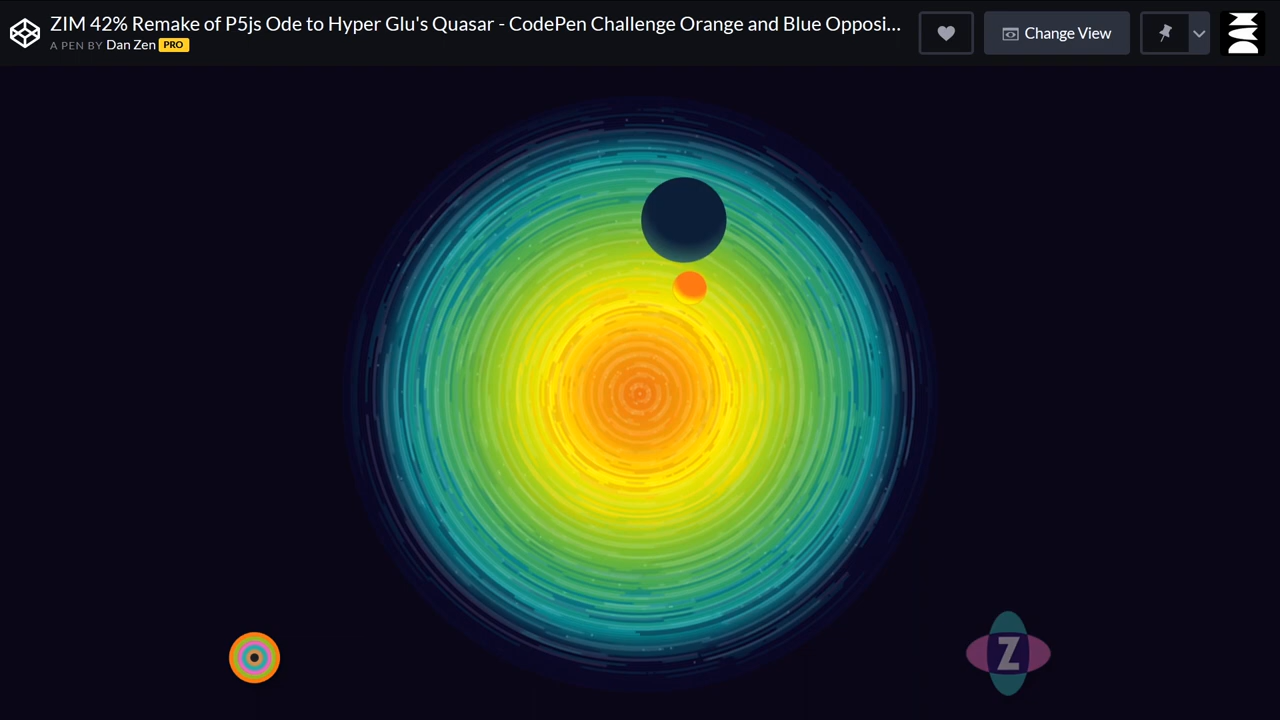 ZIM 42% Remake of P5js Ode to Hyper Glu's Quasar - CodePen Challenge Orange and Blue Opposi...
A PEN BY Dan Zen PRO
Change View
Z